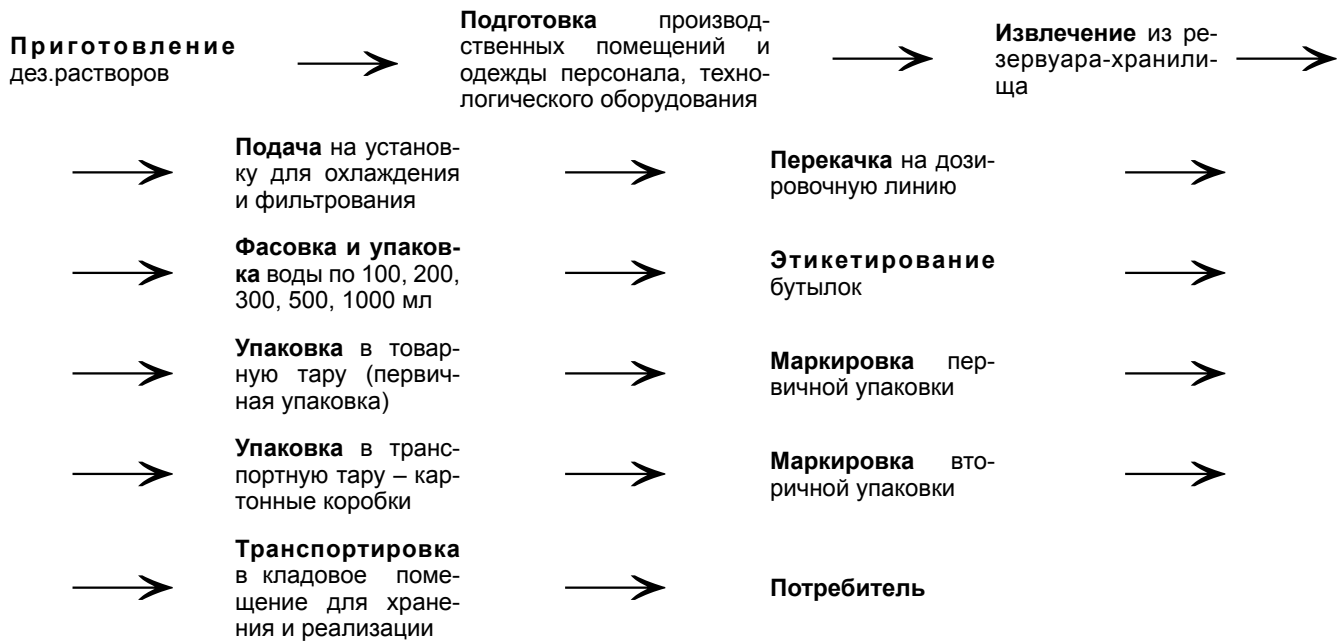 Приготовление
дез.растворов
Подготовка производ-
ственных помещений и
одежды персонала, техно-
логического оборудования
Извлечение из ре-
зервуара-хранили-
ща
Подача на установ-
ку для охлаждения
и фильтрования
Перекачка на дози-
ровочную линию
Фасовка и упаков-
ка воды по 100, 200,
300, 500, 1000 мл
Этикетирование
бутылок
Упаковка в товар-
ную тару (первич-
ная упаковка)
Маркировка пер-
вичной упаковки
Упаковка в транс-
портную тару – кар-
тонные коробки
Маркировка вто-
ричной упаковки
Транспортировка
в кладовое поме-
щение для хране-
ния и реализации
Потребитель